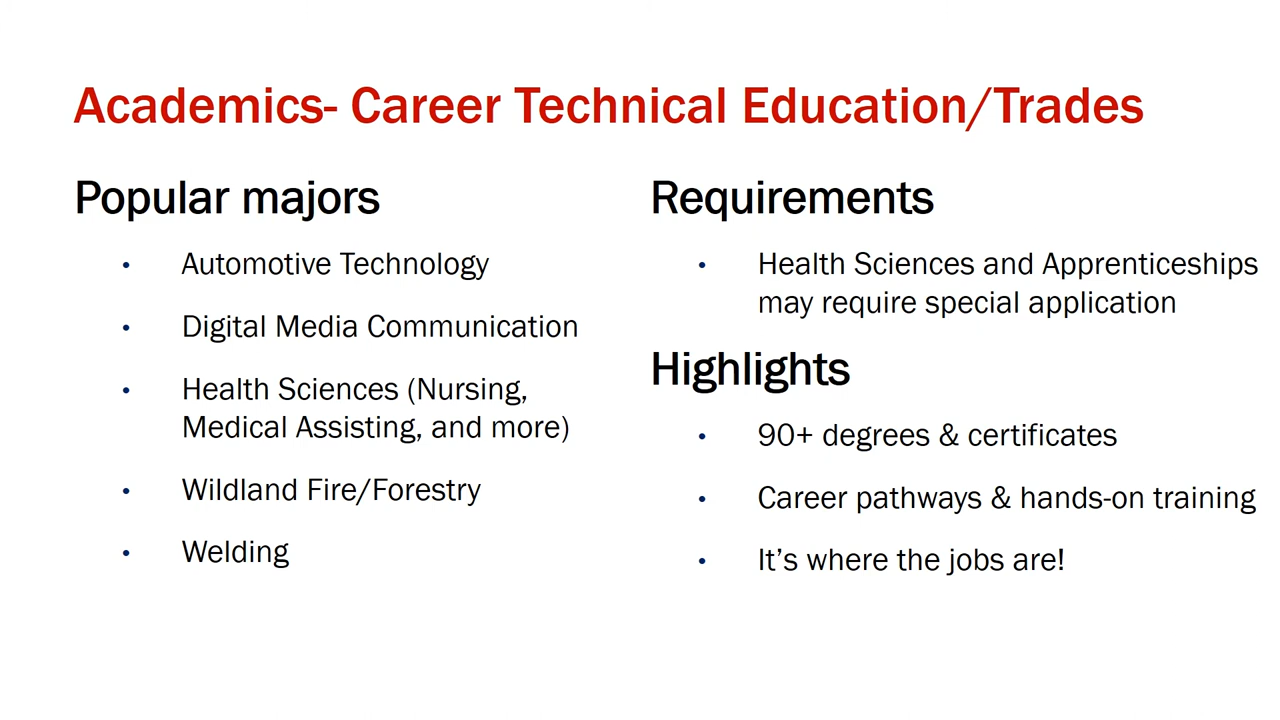 Academics- Career Technical Education/Trades
Popular majors
• Automotive Technology
• Digital Media Communication
• Health Sciences (Nursing,
Medical Assisting, and more)
• Wildland Fire/Forestry
• Welding
Requirements
• Health Sciences and Apprenticeships
may require special application
Highlights
• 90+ degrees & certificates
• Career pathways & hands-on training
• It’s where the jobs are!